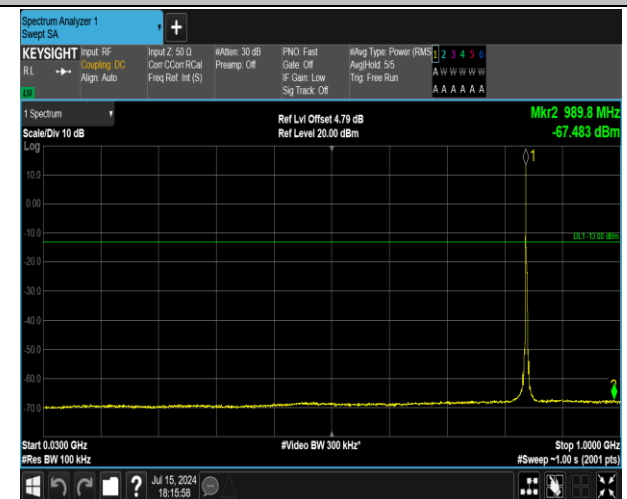 Spectrum Analyzer 1
Swept SA
+
KEYSIGHT Input: RF Input Z: 50 Ω #Atten: 30 dB PNO: Fast #Avg Type: Power (RMS 1 2 3 4 5 6
RL Coupling: DC Corr CCorr RCal Preamp: Off Gate: Off Avg|Hold: 5/5 A W W W W W
Align: Auto Freq Ref: Int (S) IF Gain: Low Trig: Free Run
Sig Track: Off A A A A A A
LW
1 Spectrum
Scale/Div 10 dB
Ref Lvl Offset 4.79 dB
Ref Level 20.00 dBm
Mkr2 989.8 MHz
-67.483 dBm
Log
1
10.0
0.00
-10.0
DL1 -13.00 dBm
-20.0
-30.0
-40.0
-50.0
-60.0
2
-70.0
Start 0.0300 GHz #Video BW 300 kHz* Stop 1.0000 GHz
#Res BW 100 kHz #Sweep ~1.00 s (2001 pts)
? Jul 15, 2024
18:15:58